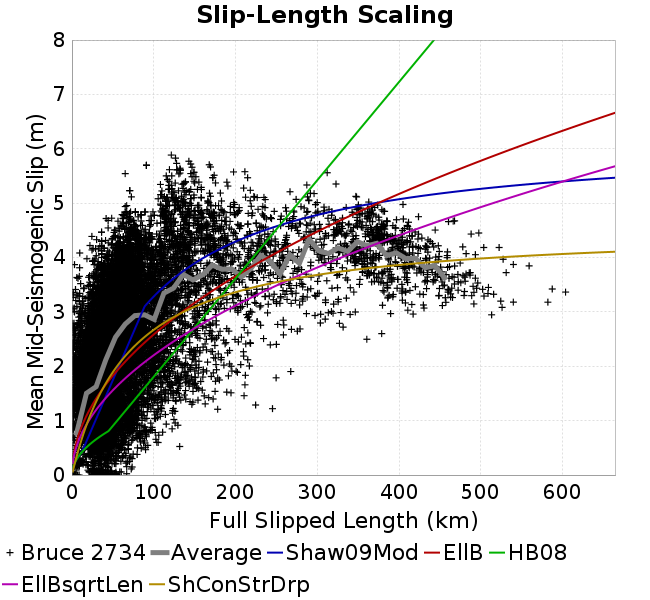 Slip-Length Scaling
Mean Mid-Seismogenic Slip (m)
8
7
6
5
4
3
2
1
0
0 100 200 300 400 500 600
Full Slipped Length (km)
Bruce 2734 Average Shaw09Mod EllB HB08
EllBsqrtLen ShConStrDrp